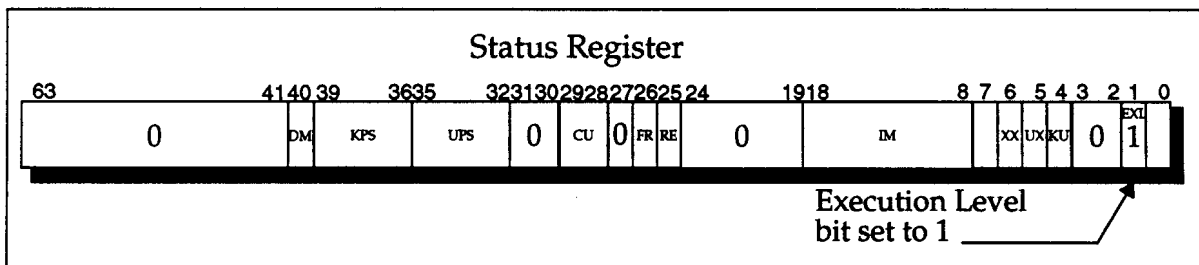 Status Register
63 41 40 39 36 35 32 31 30 29 28 27 26 25 24 19 18 8 7 6 5 4 3 2 1 0
0 DM KPS UPS 0 CU 0 FR RE 0 IM XX UX KU 0 EXL 1
Execution Level
bit set to 1